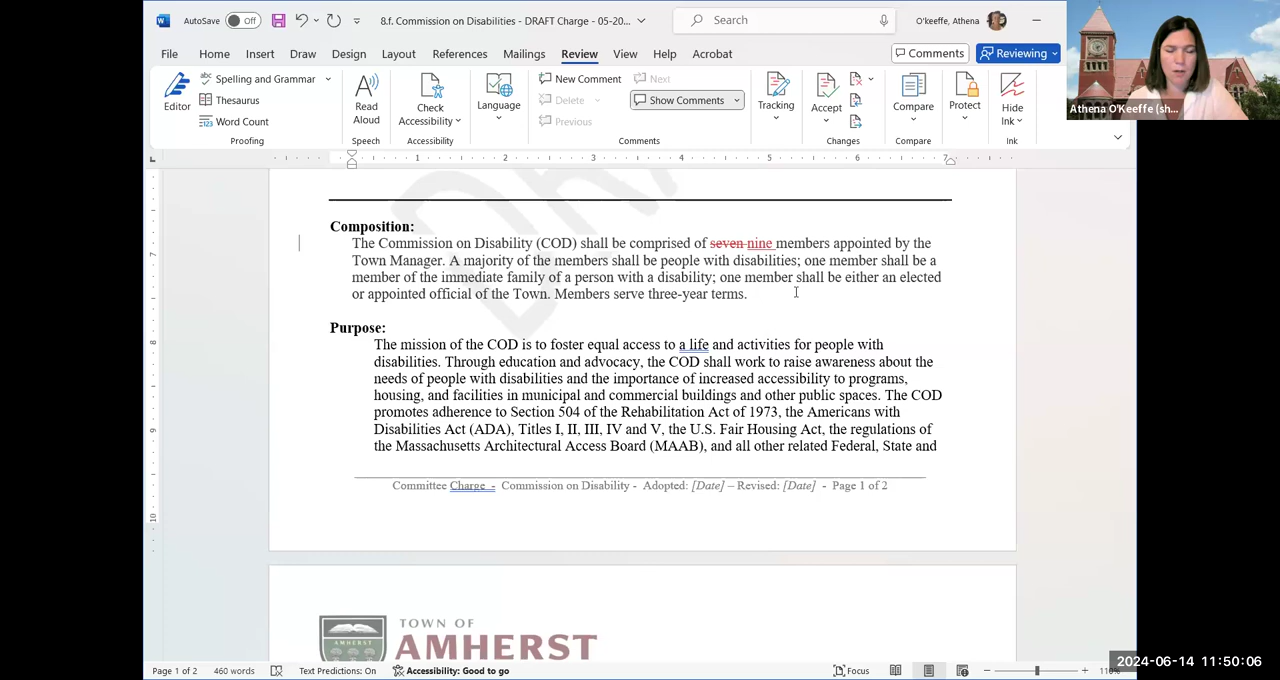 AutoSave Off 8.f. Commission on Disabilities - DRAFT Charge - 05-20... Search O'keeffe, Athena
File Home Insert Draw Design Layout References Mailings Review View Help Acrobat Comments Reviewing
Editor Spelling and Grammar Thesaurus Word Count Proofing
Read Aloud Speech
Check Accessibility Accessibility
Language
New Comment Delete Previous Next Show Comments Comments
Tracking
Accept Changes
Compare Compare
Protect
Hide Ink Ink
Athena O'Keeffe (sh...
1 2 3 4 5 6 7
DRA
Composition:
The Commission on Disability (COD) shall be comprised of seven nine members appointed by the
Town Manager. A majority of the members shall be people with disabilities; one member shall be a
member of the immediate family of a person with a disability; one member shall be either an elected
or appointed official of the Town. Members serve three-year terms.
Purpose:
The mission of the COD is to foster equal access to a life and activities for people with
disabilities. Through education and advocacy, the COD shall work to raise awareness about the
needs of people with disabilities and the importance of increased accessibility to programs,
housing, and facilities in municipal and commercial buildings and other public spaces. The COD
promotes adherence to Section 504 of the Rehabilitation Act of 1973, the Americans with
Disabilities Act (ADA), Titles I, II, III, IV and V, the U.S. Fair Housing Act, the regulations of
the Massachusetts Architectural Access Board (MAAB), and all other related Federal, State and
Committee Charge - Commission on Disability - Adopted: [Date] – Revised: [Date] - Page 1 of 2
7
8
9
10
TOWN OF
AMHERST
Page 1 of 2 460 words Text Predictions: On Accessibility: Good to go Focus
2024-06-14 11:50:06